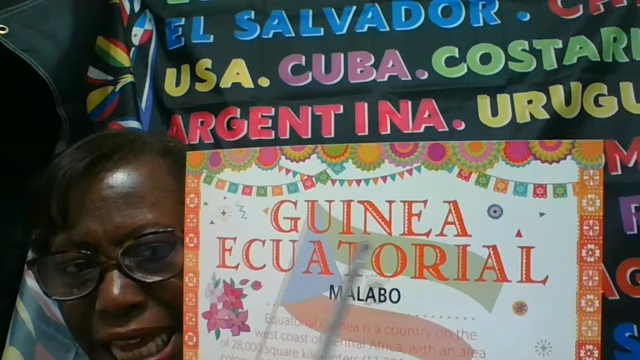 EL SALVADOR.
USA. CUBA. COSTARI
ARGENTINA. URUGU
GUINEA
ECUATORIAL
MALABO
Equatorial Guinea is a country on the
west coast of Central Africa, with an area
of 28,000 square kilometers